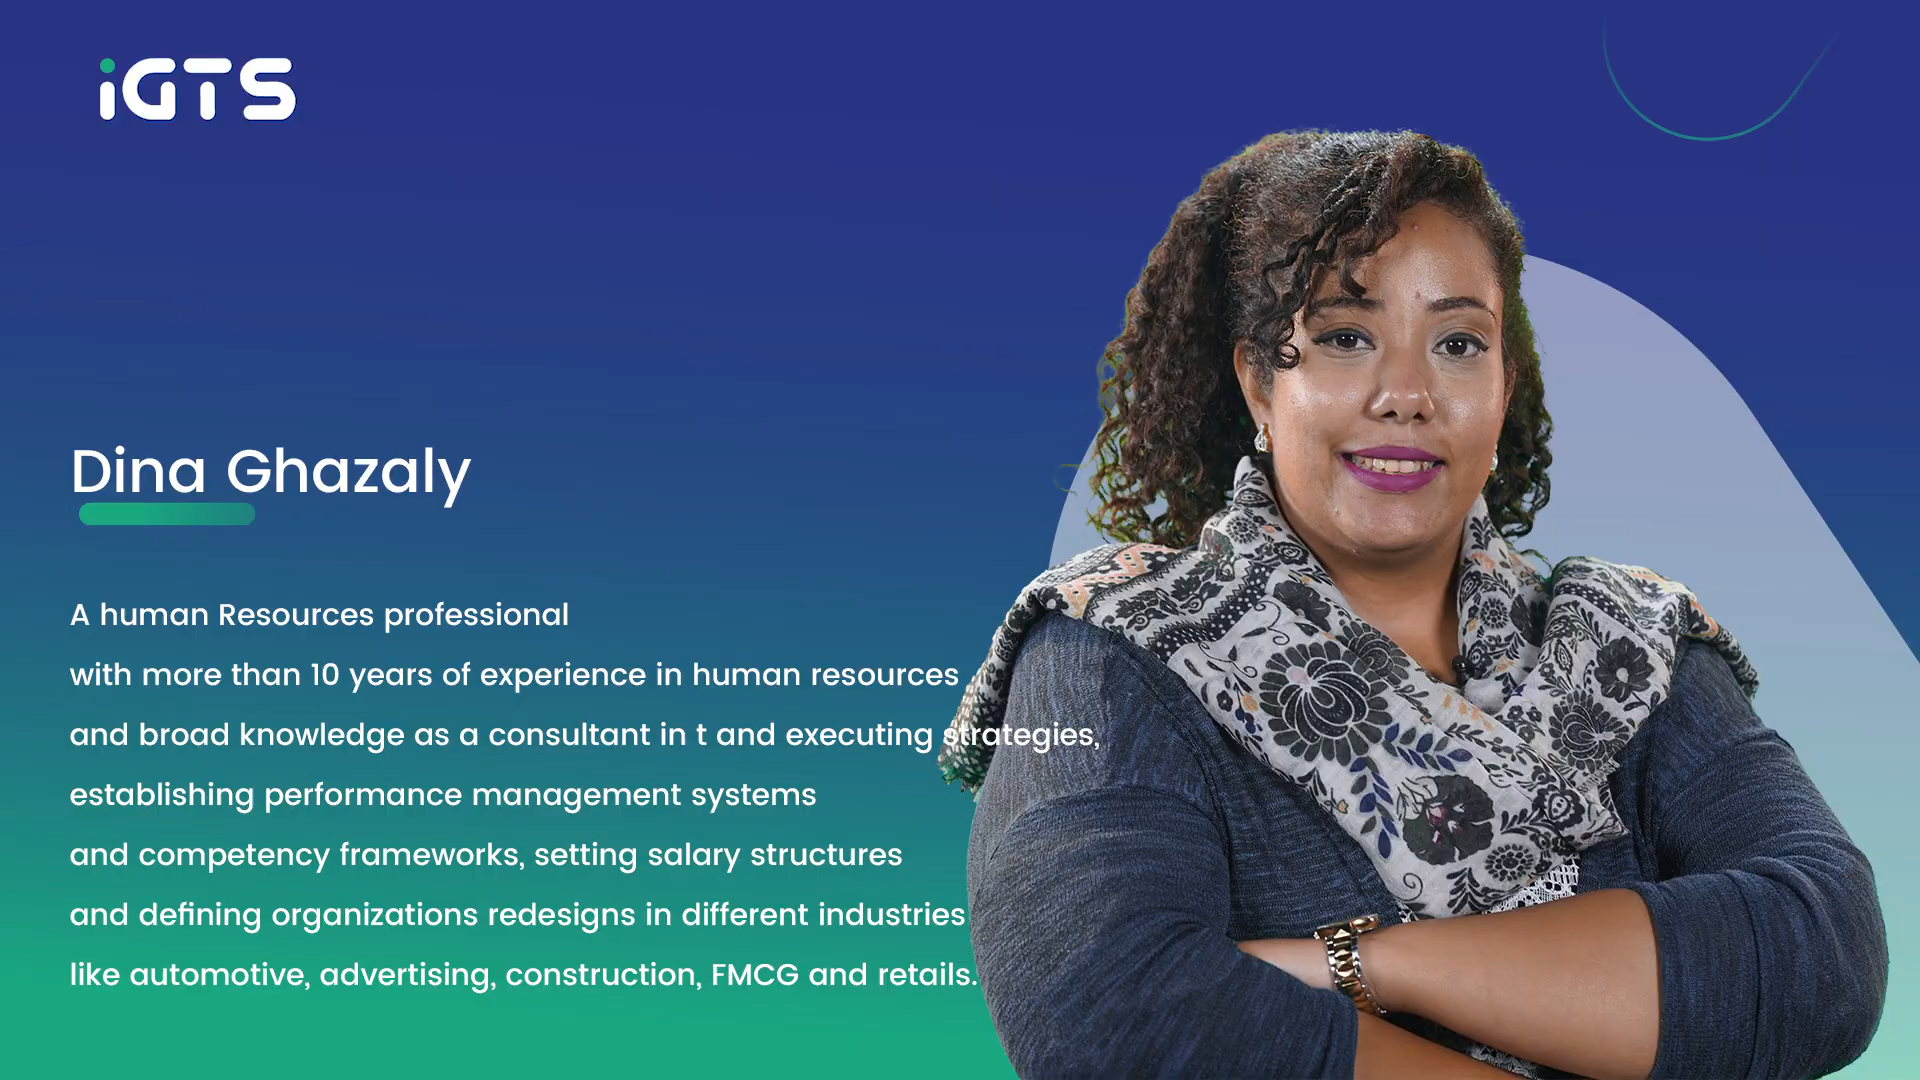 iGTS
Dina Ghazaly
A human Resources professional
with more than 10 years of experience in human resources
and broad knowledge as a consultant in t and executing strategies,
establishing performance management systems
and competency frameworks, setting salary structures
and defining organizations redesigns in different industries
like automotive, advertising, construction, FMCG and retails.